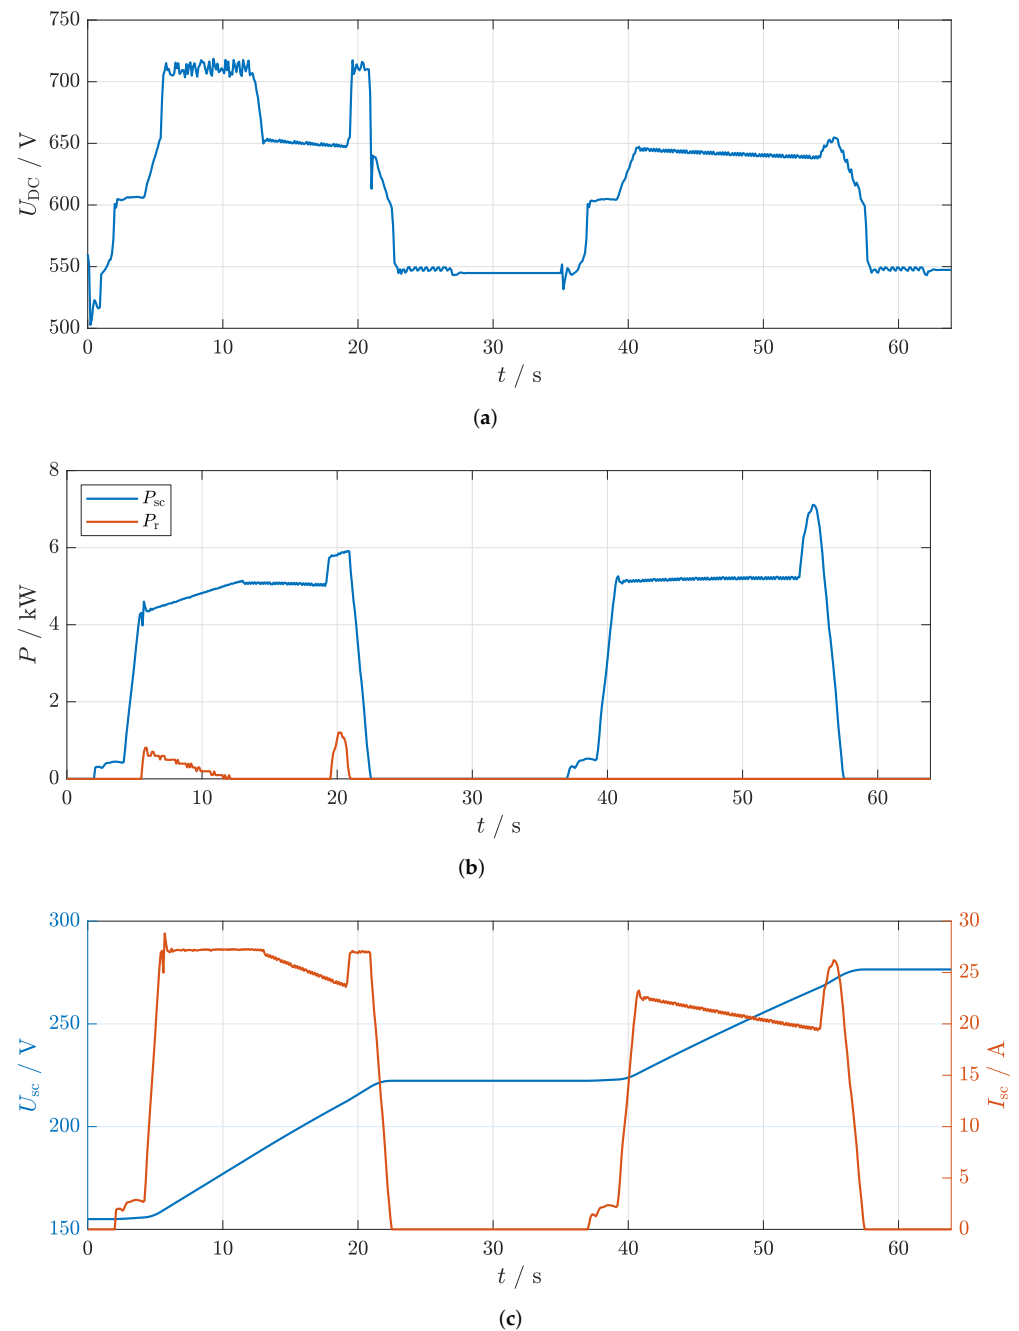 750
700
650
600
550
500
U_DC / V
0 10 20 30 40 50 60
t / s
(a)
8
6
4
2
0
P / kW
P_sc
P_r
0 10 20 30 40 50 60
t / s
(b)
300 30
25
250 20
15
200 10
5
150 0
U_sc / V
I_sc / A
0 10 20 30 40 50 60
t / s
(c)